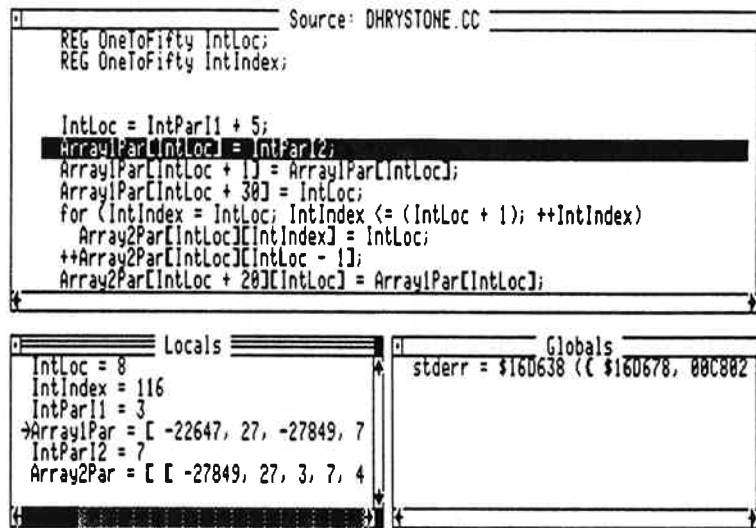 Source: DHRYSTONE.CC
REG OneToFifty IntLoc;
REG OneToFifty IntIndex;
IntLoc = IntParI1 + 5;
Array1Par[IntLoc] = IntParI2;
Array1Par[IntLoc + 1] = Array1Par[IntLoc];
Array1Par[IntLoc + 30] = IntLoc;
for (IntIndex = IntLoc; IntIndex <= (IntLoc + 1); ++IntIndex)
Array2Par[IntLoc][IntIndex] = IntLoc;
++Array2Par[IntLoc][IntLoc - 1];
Array2Par[IntLoc + 20][IntLoc] = Array1Par[IntLoc];
Locals
IntLoc = 8
IntIndex = 116
IntParI1 = 3
→Array1Par = [ -22647, 27, -27849, 7
IntParI2 = 7
Array2Par = [ [ -27849, 27, 3, 7, 4
Globals
stderr = $16D638 ({ $16D678, 00C802